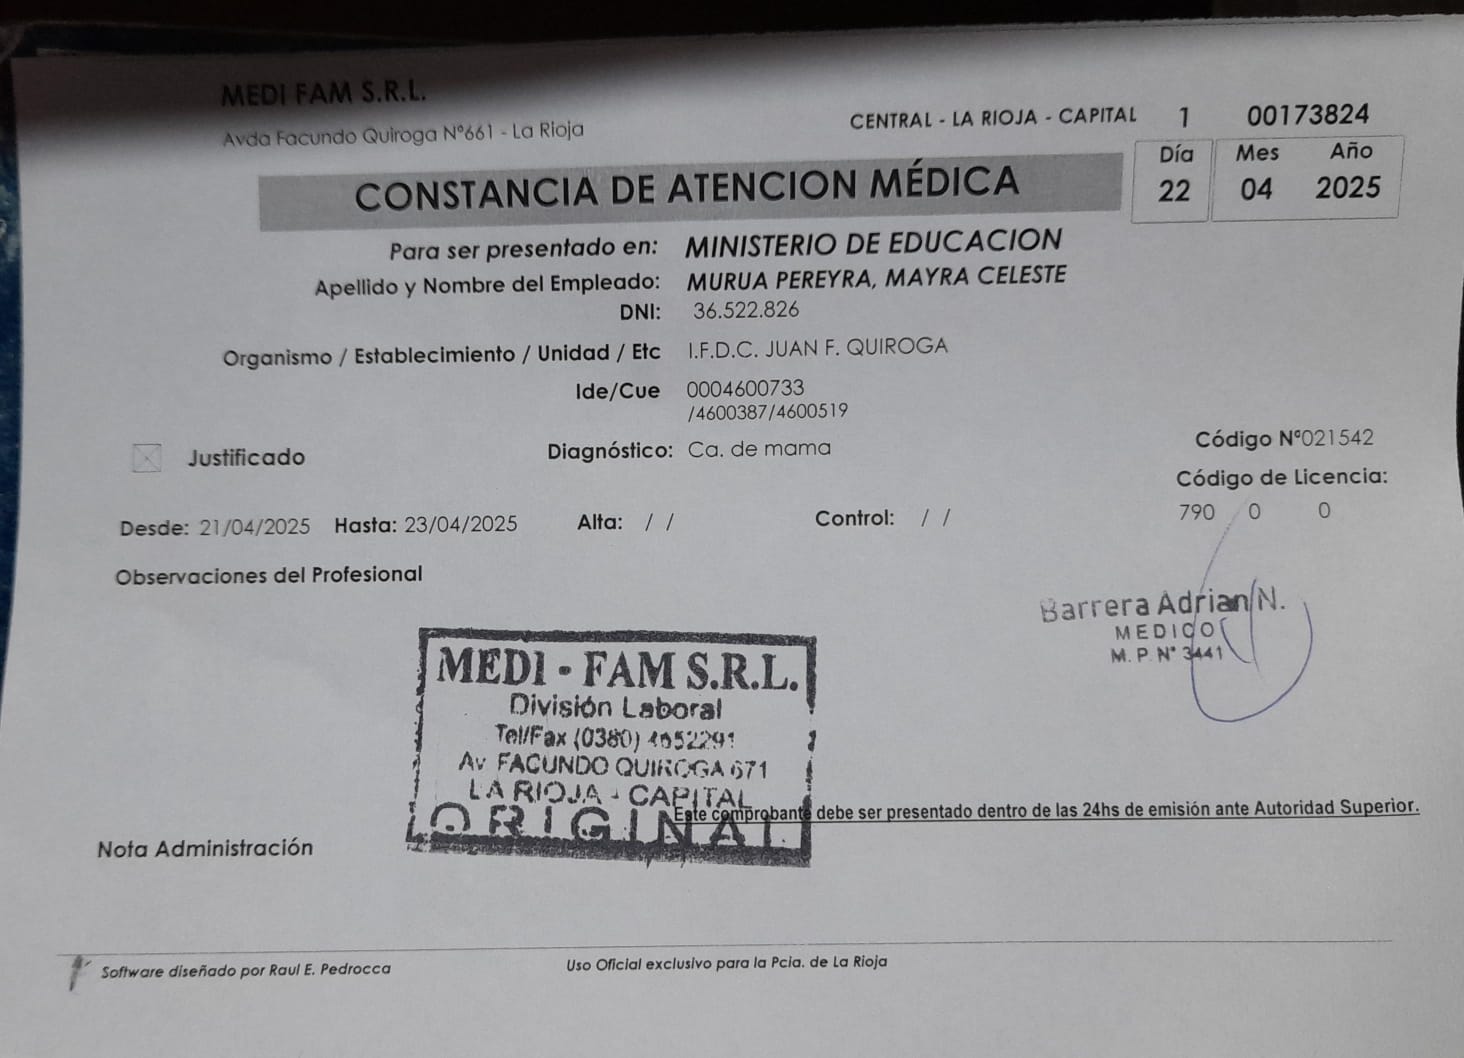 MEDI FAM S.R.L.
Avda Facundo Quiroga Nº661 - La Rioja
CENTRAL - LA RIOJA - CAPITAL 1 00173824
Día Mes Año
22 04 2025
CONSTANCIA DE ATENCION MÉDICA
Para ser presentado en: MINISTERIO DE EDUCACION
Apellido y Nombre del Empleado: MURUA PEREYRA, MAYRA CELESTE
DNI: 36.522.826
Organismo / Establecimiento / Unidad / Etc I.F.D.C. JUAN F. QUIROGA
Ide/Cue 0004600733
/4600387/4600519
Justificado
Diagnóstico: Ca. de mama
Código Nº021542
Código de Licencia:
790 0 0
Desde: 21/04/2025 Hasta: 23/04/2025 Alta: / / Control: / /
Observaciones del Profesional
Barrera Adrian N.
MEDICO
M. P. N° 3441
MEDI - FAM S.R.L.
División Laboral
Tel/Fax (0380) 4652291
Av FACUNDO QUIROGA 671
LA RIOJA - CAPITAL
ORIGINAL
Este comprobante debe ser presentado dentro de las 24hs de emisión ante Autoridad Superior.
Nota Administración
Software diseñado por Raul E. Pedrocca
Uso Oficial exclusivo para la Pcia. de La Rioja